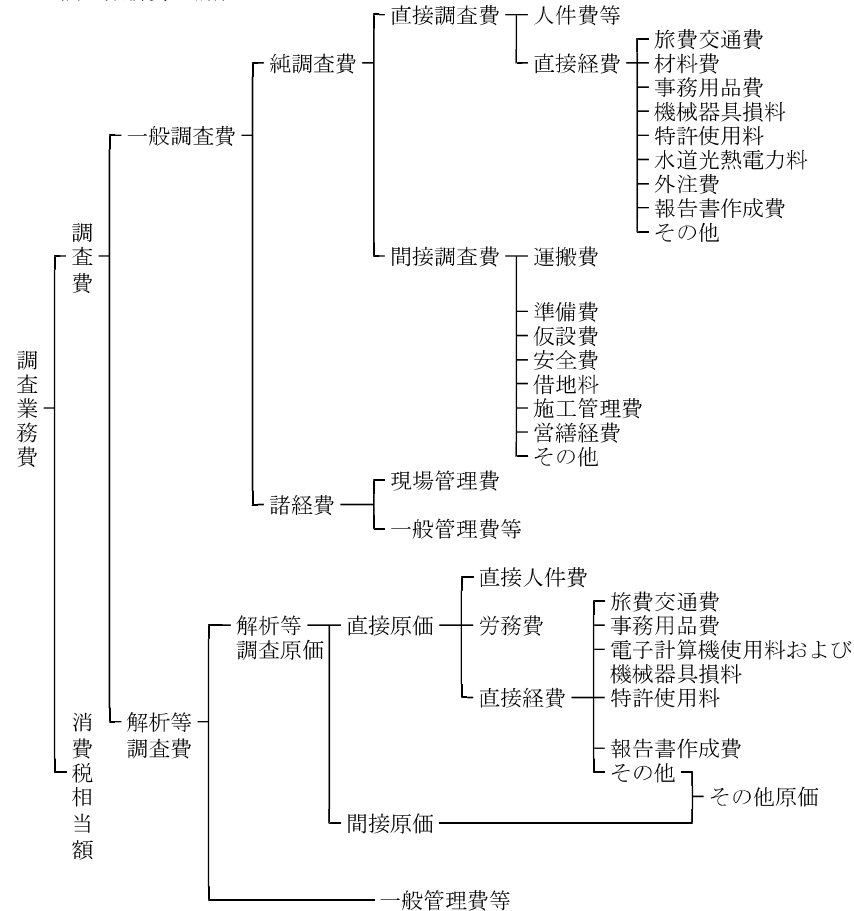 直接調査費
人件費等
旅費交通費
純調査費
直接経費
材料費
事務用品費
機械器具損料
一般調査費
特許使用料
水道光熱電力料
外注費
報告書作成費
その他
調査費
間接調査費
運搬費
準備費
仮設費
安全費
借地料
調査業務費
施工管理費
営繕経費
その他
諸経費
現場管理費
一般管理費等
直接人件費
旅費交通費
解析等
調査原価
直接原価
労務費
事務用品費
電子計算機使用料および
機械器具損料
直接経費
特許使用料
解析等
調査費
報告書作成費
その他
消費税相当額
その他原価
間接原価
一般管理費等